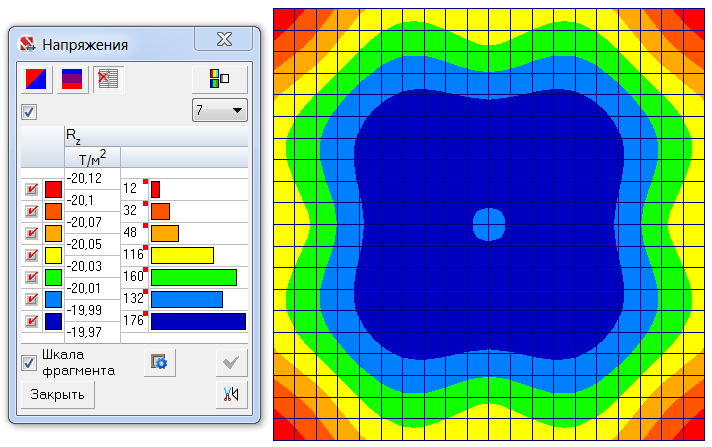 Напряжения
7
Rz
Т/м2
-20,12
12
-20,1
32
-20,07
48
-20,05
116
-20,03
160
-20,01
132
-19,99
176
-19,97
Шкала
фрагмента
Закрыть